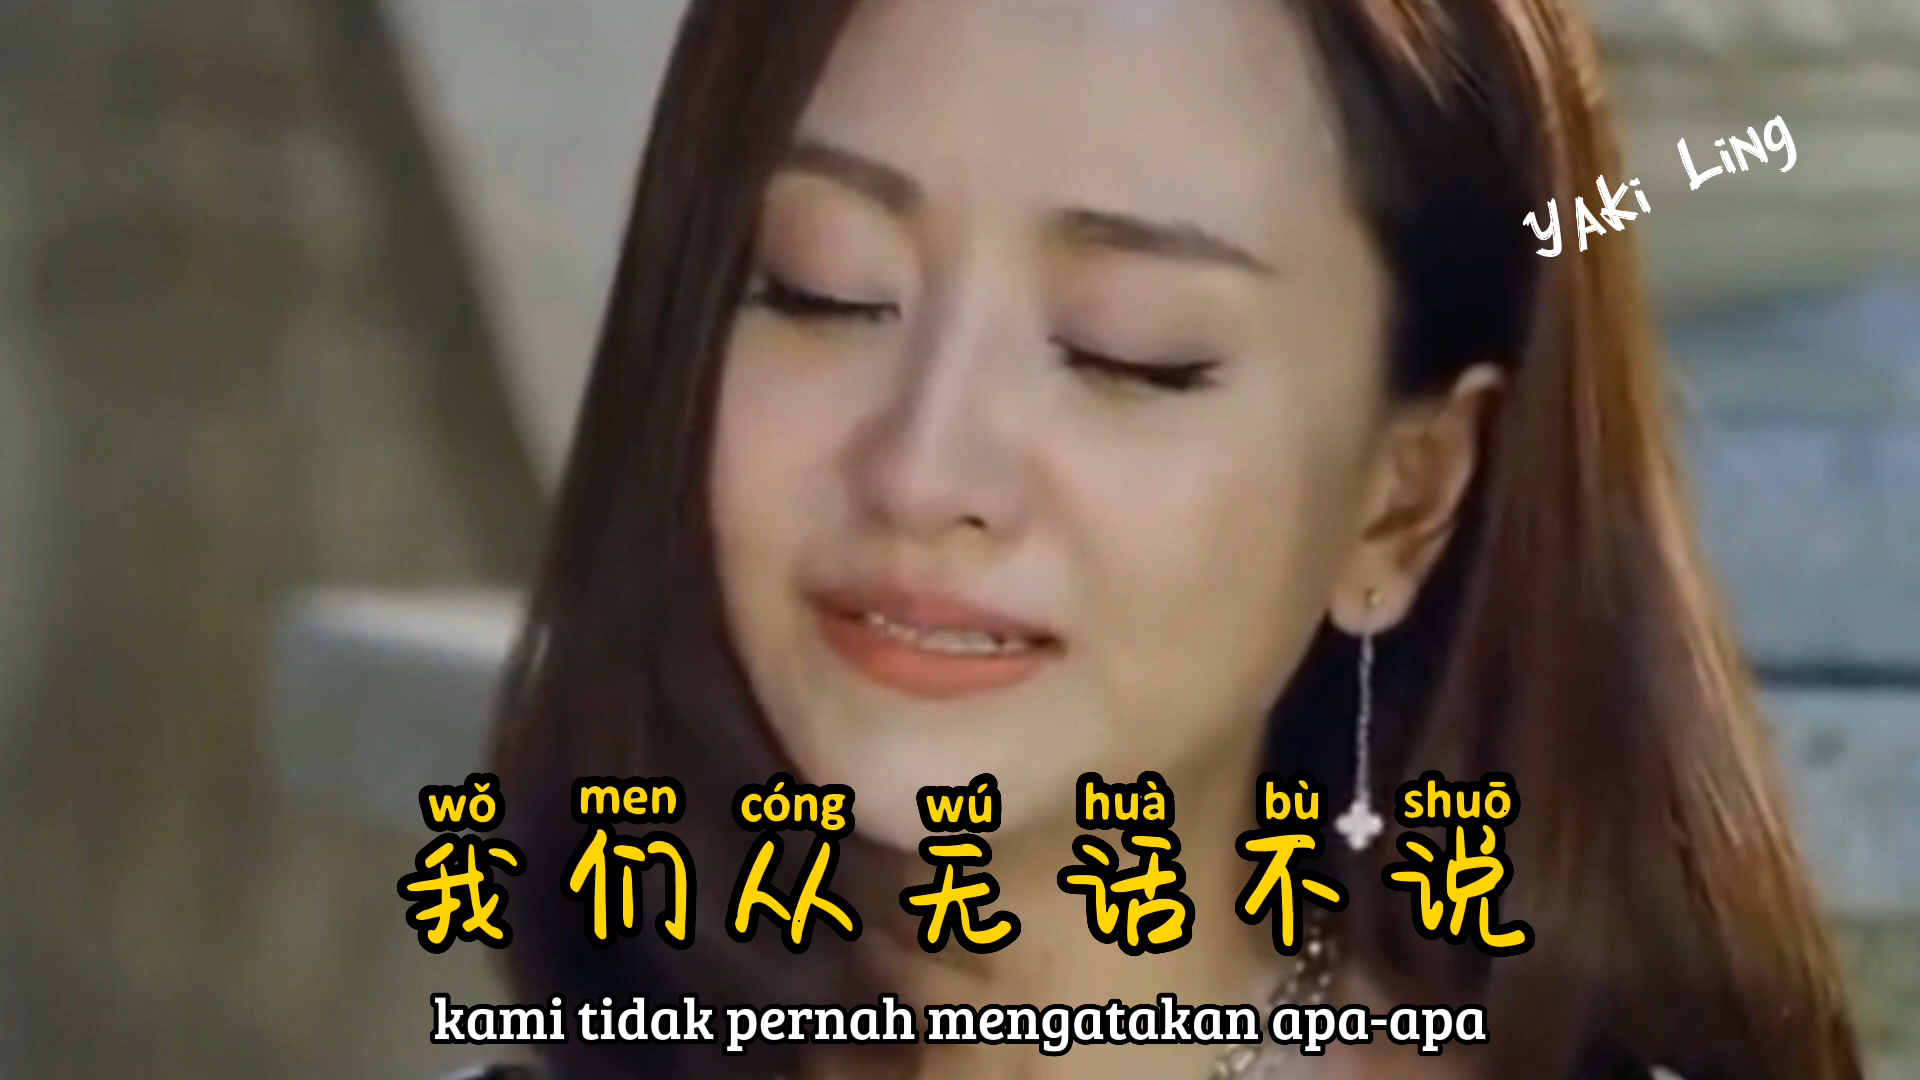 YAKi LiNg
wǒ men cóng wú huà bù shuō
我们从无话不说
kami tidak pernah mengatakan apa-apa